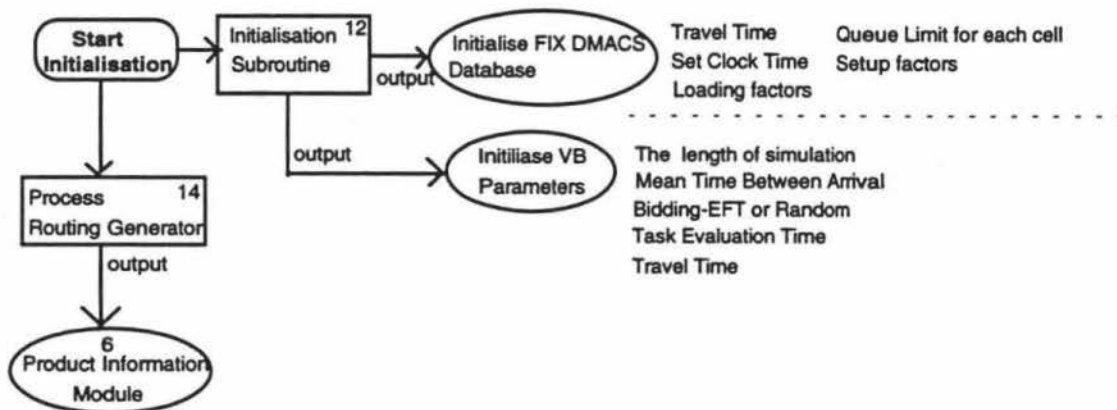 Start
Initialisation
Initialisation 12
Subroutine
output
Initialise FIX DMACS
Database
Travel Time
Set Clock Time
Loading factors
Queue Limit for each cell
Setup factors
output
Initiliase VB
Parameters
The length of simulation
Mean Time Between Arrival
Bidding-EFT or Random
Task Evaluation Time
Travel Time
Process 14
Routing Generator
output
6
Product Information
Module